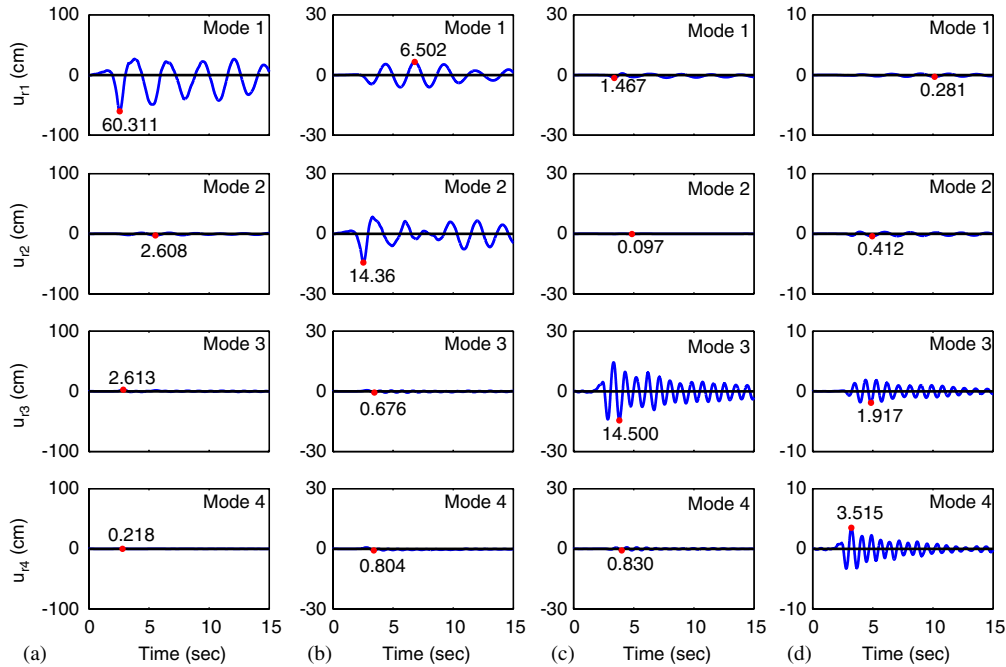 100 30 30 10
Mode 1 Mode 1 Mode 1 Mode 1
6.502
u_r1 (cm) 0 0 0 0
1.467 0.281
60.311
-100 -30 -30 -10
100 30 30 10
Mode 2 Mode 2 Mode 2 Mode 2
u_r2 (cm) 0 0 0 0
2.608 0.097 0.412
14.36
-100 -30 -30 -10
100 30 30 10
Mode 3 Mode 3 Mode 3 Mode 3
2.613
u_r3 (cm) 0 0 0 0
0.676 1.917
14.500
-100 -30 -30 -10
100 30 30 10
Mode 4 Mode 4 Mode 4 Mode 4
0.218 3.515
u_r4 (cm) 0 0 0 0
0.804 0.830
-100 -30 -30 -10
0 5 10 15 0 5 10 15 0 5 10 15 0 5 10 15
(a) Time (sec) (b) Time (sec) (c) Time (sec) (d) Time (sec)